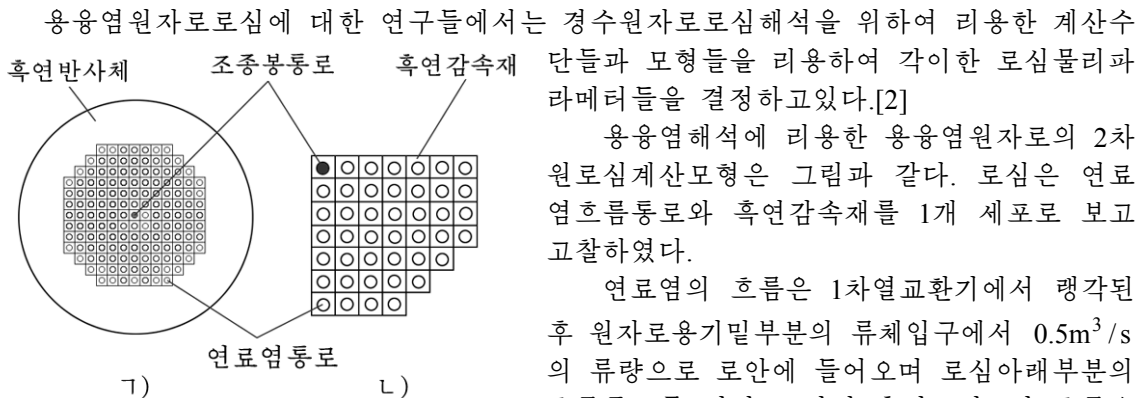 용융염원자로로심에 대한 연구들에서는 경수원자로로심해석을 위하여 리용한 계산수
단들과 모형들을 리용하여 각이한 로심물리파
라메터들을 결정하고있다.[2]
용융염해석에 리용한 용융염원자로의 2차
원로심계산모형은 그림과 같다. 로심은 연료
염흐름통로와 흑연감속재를 1개 세포로 보고
고찰하였다.
연료염의 흐름은 1차열교환기에서 랭각된
후 원자로용기밑부분의 류체입구에서 0.5m³/s
의 류량으로 로안에 들어오며 로심아래부분의
흑연반사체
조종봉통로
흑연감속재
연료염통로
ㄱ)
ㄴ)